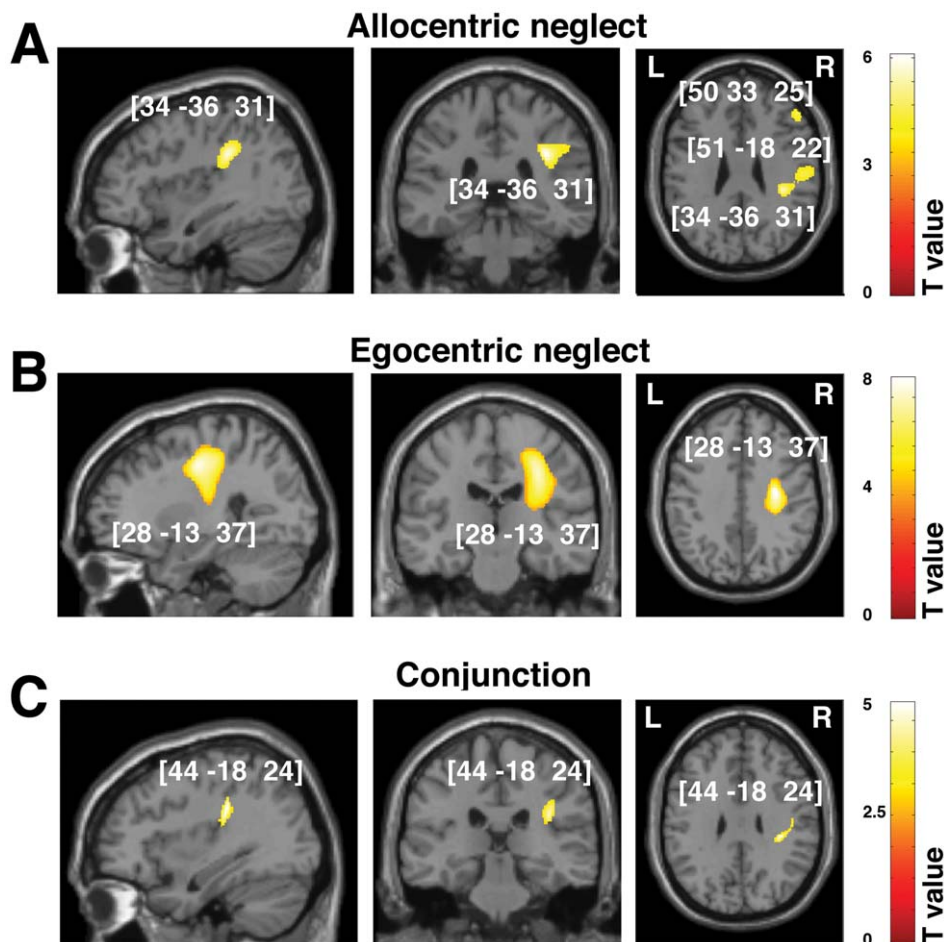 A
Allocentric neglect
[34 -36 31]
[34 -36 31]
L
R
[50 33 25]
[51 -18 22]
[34 -36 31]
6
3
0
T value
B
Egocentric neglect
[28 -13 37]
[28 -13 37]
L
R
[28 -13 37]
8
4
0
T value
C
Conjunction
[44 -18 24]
[44 -18 24]
L
R
[44 -18 24]
5
2.5
0
T value